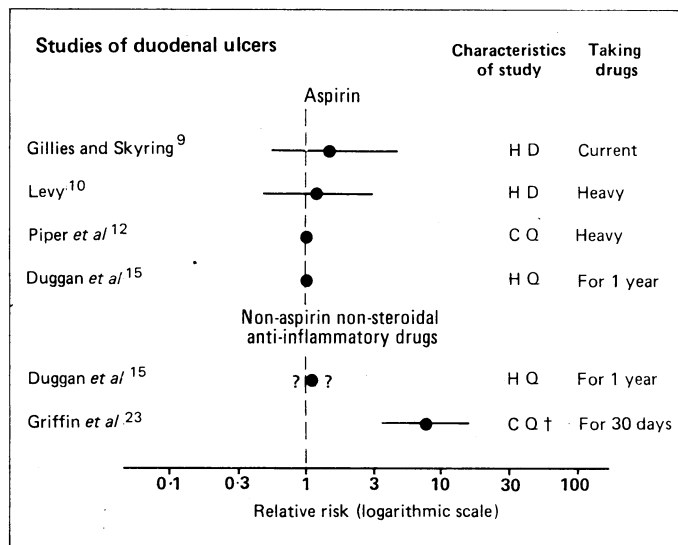 Studies of duodenal ulcers
Characteristics of study
Taking drugs
Aspirin
Gillies and Skyring 9 H D Current
Levy 10 H D Heavy
Piper et al 12 C Q Heavy
Duggan et al 15 H Q For 1 year
Non-aspirin non-steroidal
anti-inflammatory drugs
Duggan et al 15 ? ? H Q For 1 year
Griffin et al 23 C Q † For 30 days
0·1 0·3 1 3 10 30 100
Relative risk (logarithmic scale)